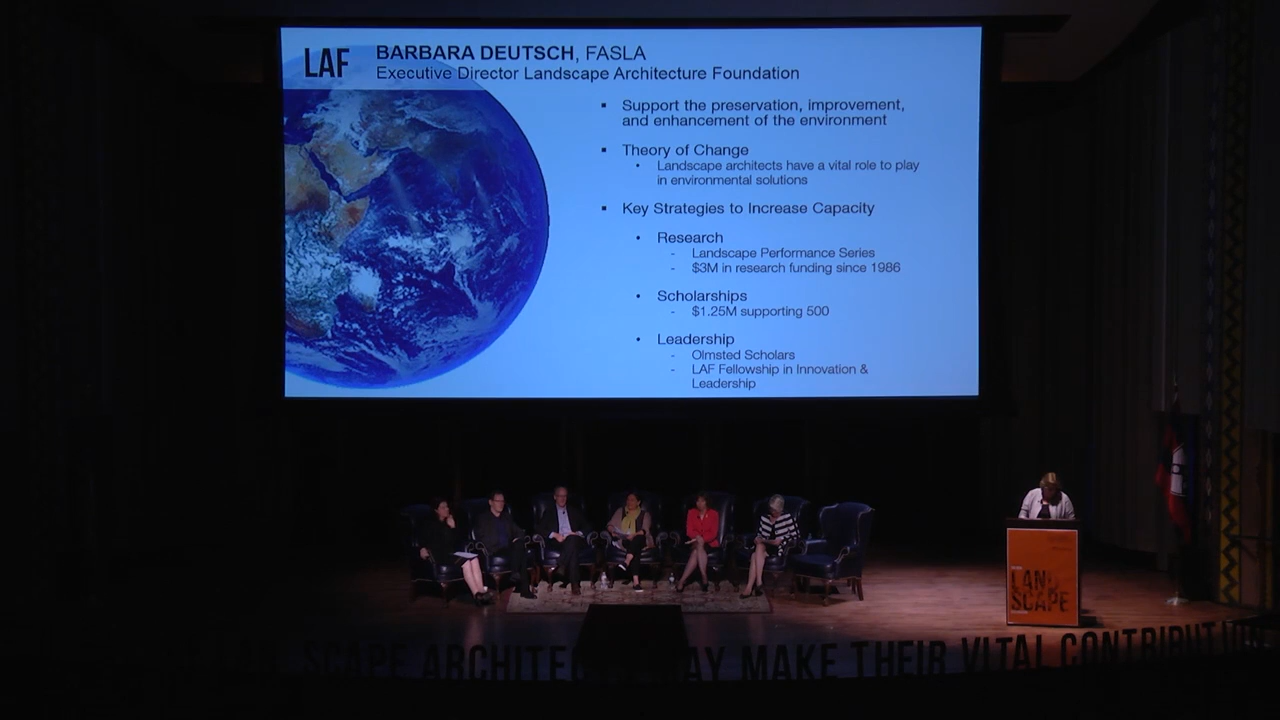 LAF
BARBARA DEUTSCH, FASLA
Executive Director Landscape Architecture Foundation
▪ Support the preservation, improvement,
and enhancement of the environment
▪ Theory of Change
• Landscape architects have a vital role to play
in environmental solutions
▪ Key Strategies to Increase Capacity
• Research
- Landscape Performance Series
- $3M in research funding since 1986
• Scholarships
- $1.25M supporting 500
• Leadership
- Olmsted Scholars
- LAF Fellowship in Innovation &
Leadership
LAND
SCAPE
MAKE THEIR VITAL